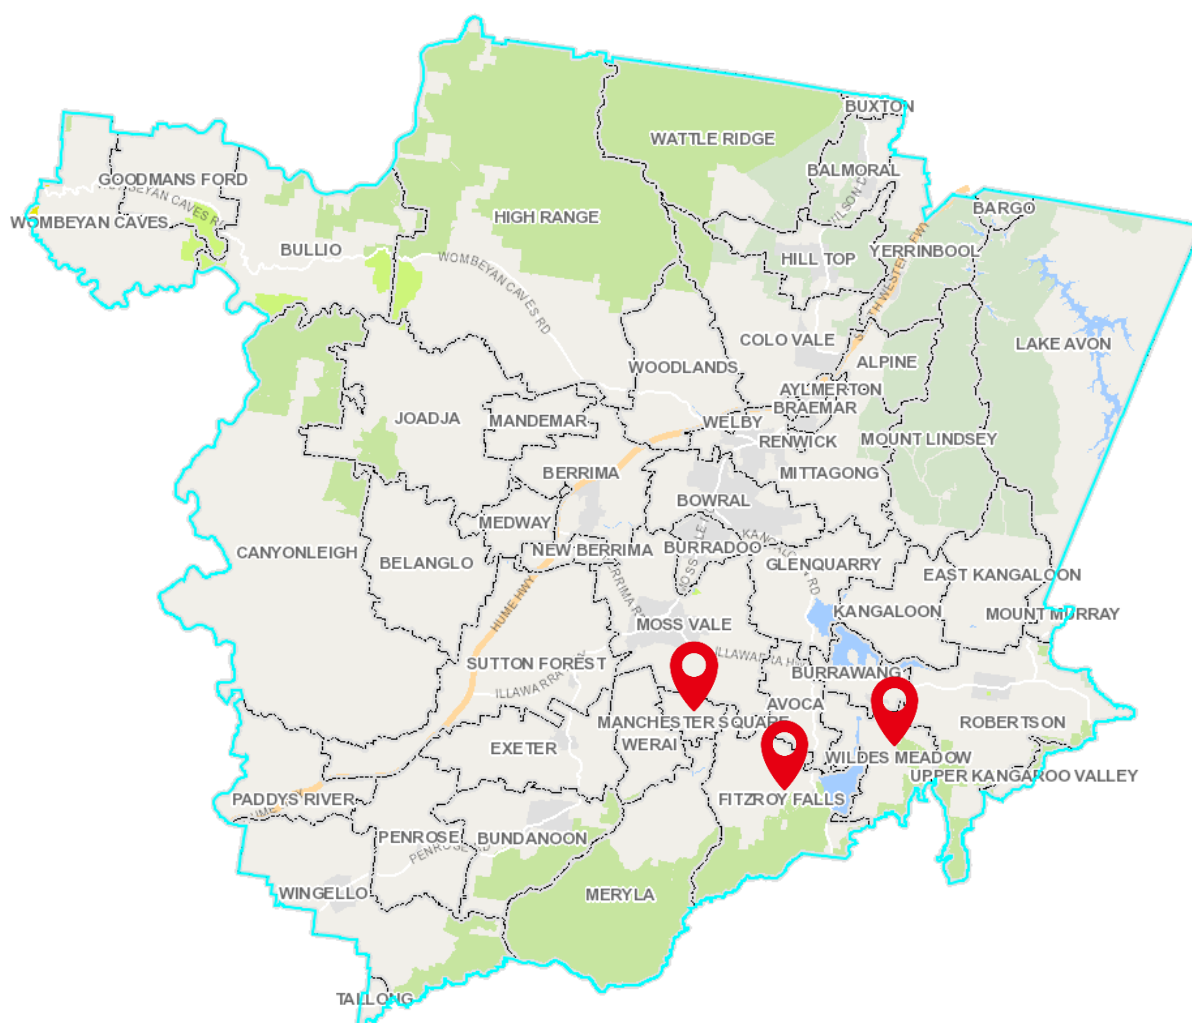 BUXTON
WATTLE RIDGE
BALMORAL
GOODMANS FORD
WOMBEYAN CAVES
BARGO
HIGH RANGE
BULLIO
YERRINBOOL
HILL TOP
WOMBEYAN CAVES RD
COLO VALE
LAKE AVON
ALPINE
WOODLANDS
AYLMERTON
BRAEMAR
JOADJA
MANDEMAR
WELBY
RENWICK
MOUNT LINDSEY
BERRIMA
MITTAGONG
BOWRAL
MEDWAY
NEW BERRIMA
BURRADOO
CANYONLEIGH
BELANGLO
GLENQUARRY
EAST KANGALOON
HUME HWY
KANGALOON
MOUNT MURRAY
MOSS VALE
SUTTON FOREST
BURRAWANG
AVOCA
MANCHESTER SQUARE
ROBERTSON
EXETER
WERAI
WILDES MEADOW
UPPER KANGAROO VALLEY
PADDYS RIVER
FITZROY FALLS
PENROSE
BUNDANOON
PENROSE RD
WINGELLO
MERYLA
TALLONG